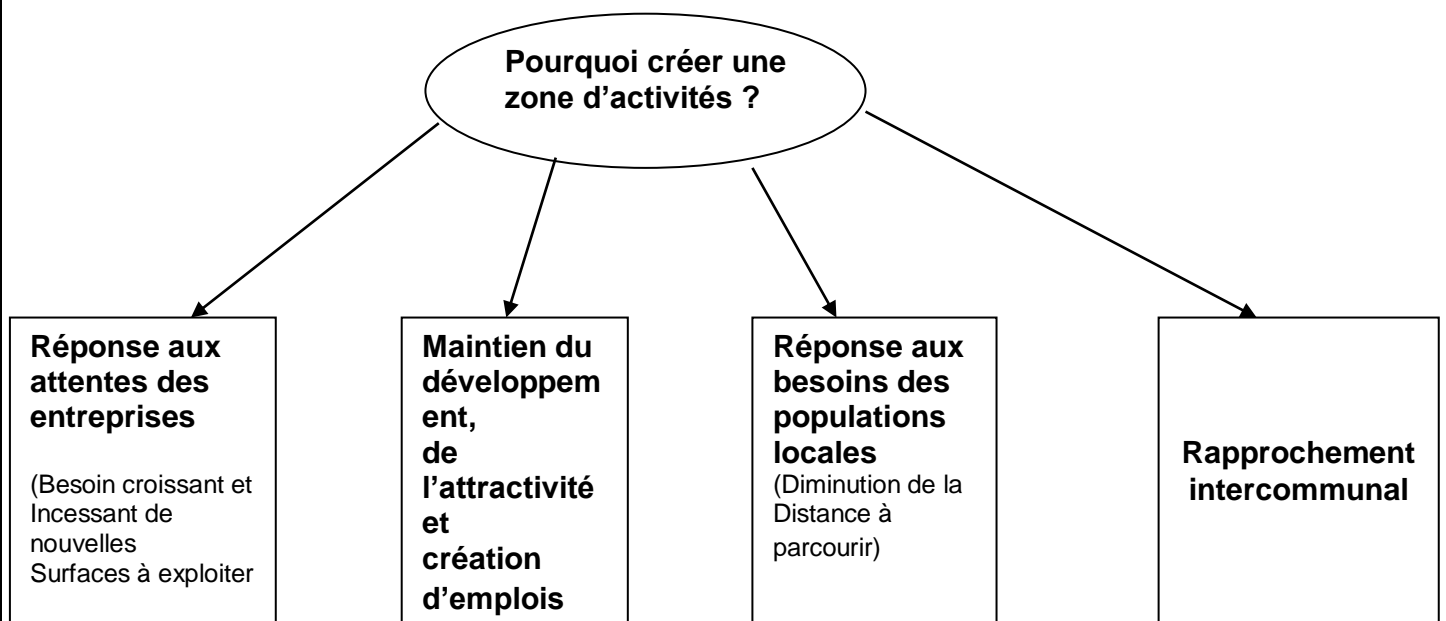 Pourquoi créer une
zone d’activités ?
Réponse aux
attentes des
entreprises
(Besoin croissant et
Incessant de
nouvelles
Surfaces à exploiter
Maintien du
développem
ent,
de
l’attractivité
et
création
d’emplois
Réponse aux
besoins des
populations
locales
(Diminution de la
Distance à
parcourir)
Rapprochement
intercommunal